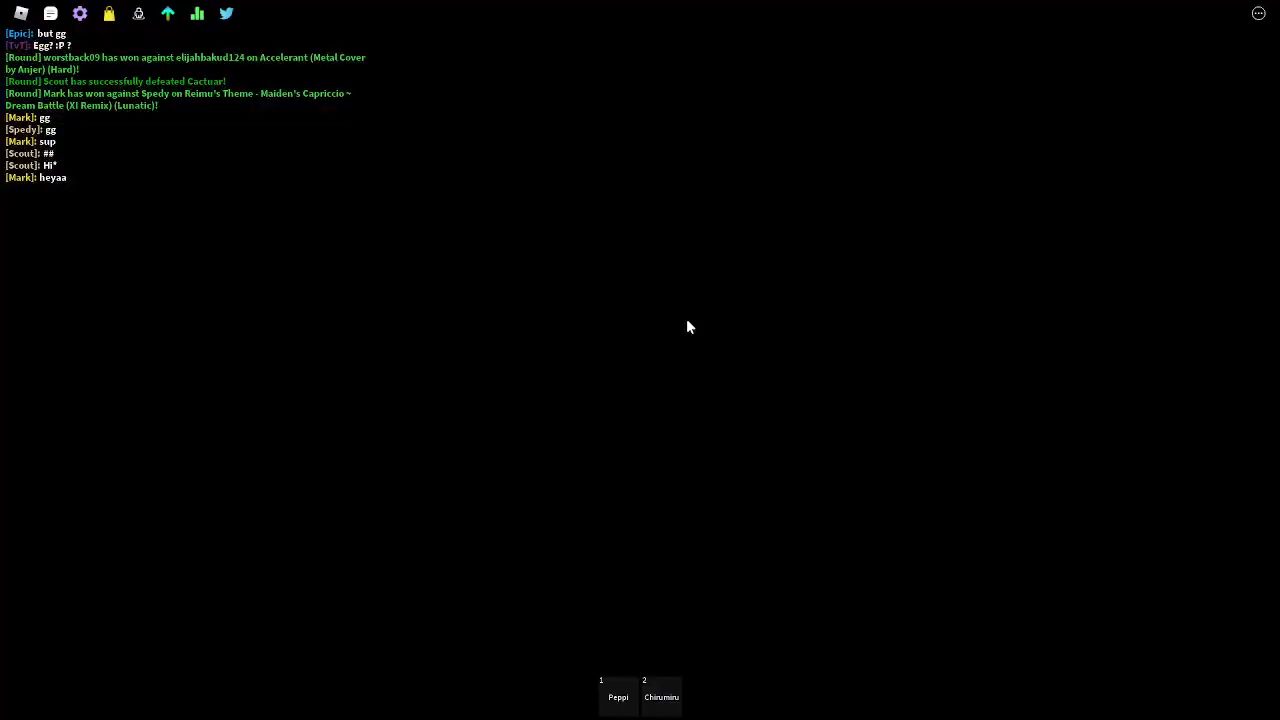 [Epic]: but gg
[TvT]: Egg? :P ?
[Round] worstback09 has won against elijahbakud124 on Accelerant (Metal Cover
by Anjer) (Hard)!
[Round] Scout has successfully defeated Cactuar!
[Round] Mark has won against Spedy on Reimu's Theme - Maiden's Capriccio ~
Dream Battle (XI Remix) (Lunatic)!
[Mark]: gg
[Spedy]: gg
[Mark]: sup
[Scout]: ##
[Scout]: Hi*
[Mark]: heyaa
1 2
Peppi Chirumiru